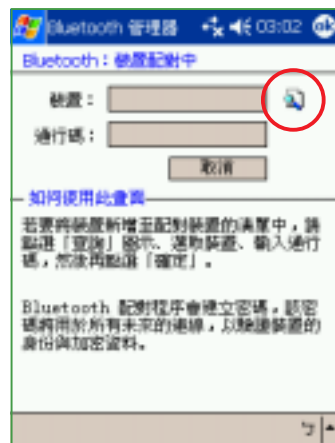 Bluetooth 管理器 03:02 ok
Bluetooth：裝置配對中
裝置：
通行碼：
取消
如何使用此畫面
若要將裝置新增至配對裝置的清單中，請
點選「查詢」圖示、選取裝置、輸入通行
碼，然後再點選「確定」。
Bluetooth 配對程序會建立密碼，該密
碼將用於所有未來的連線，以驗證裝置的
身份與加密資料。
ㄅ